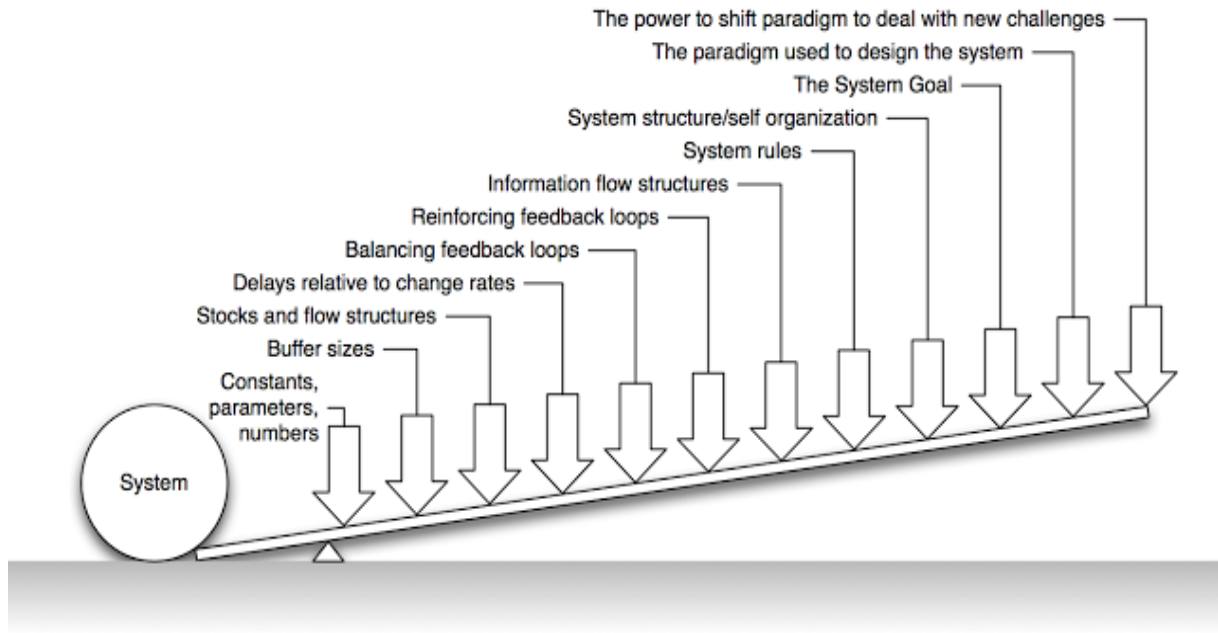 The power to shift paradigm to deal with new challenges
The paradigm used to design the system
The System Goal
System structure/self organization
System rules
Information flow structures
Reinforcing feedback loops
Balancing feedback loops
Delays relative to change rates
Stocks and flow structures
Buffer sizes
Constants,
parameters,
numbers
System